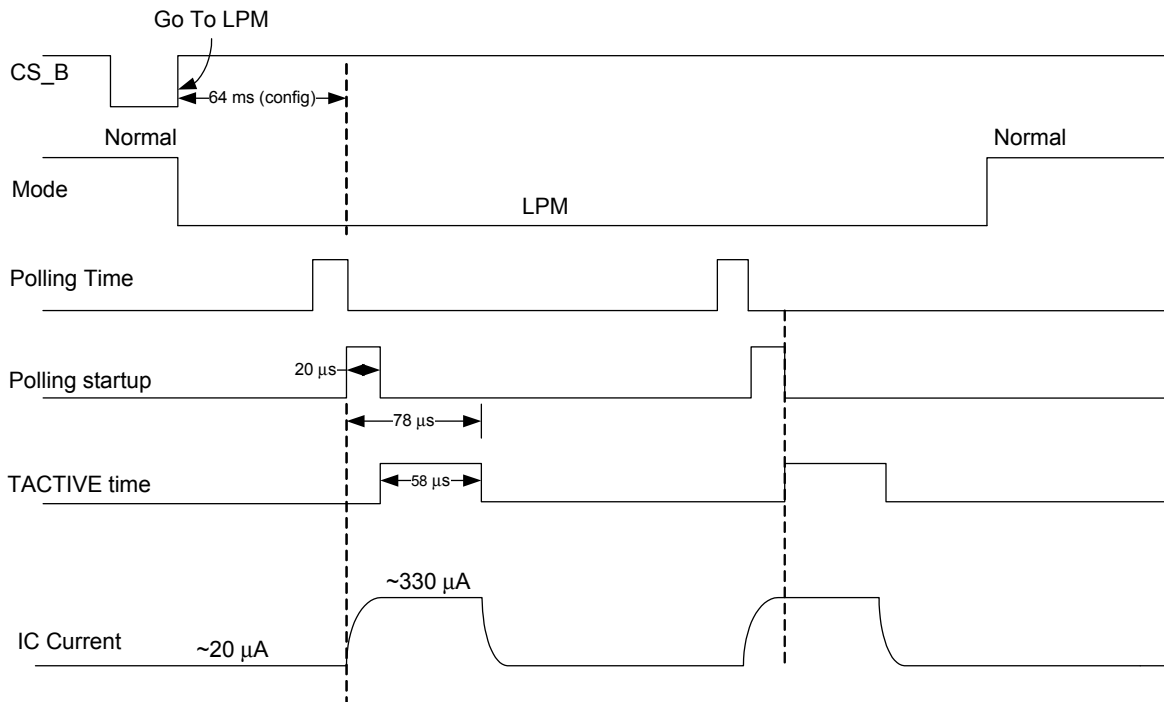 Go To LPM
CS_B
64 ms (config)
Normal
Normal
Mode
LPM
Polling Time
20 μs
Polling startup
78 μs
TACTIVE time
58 μs
~330 μA
IC Current
~20 μA